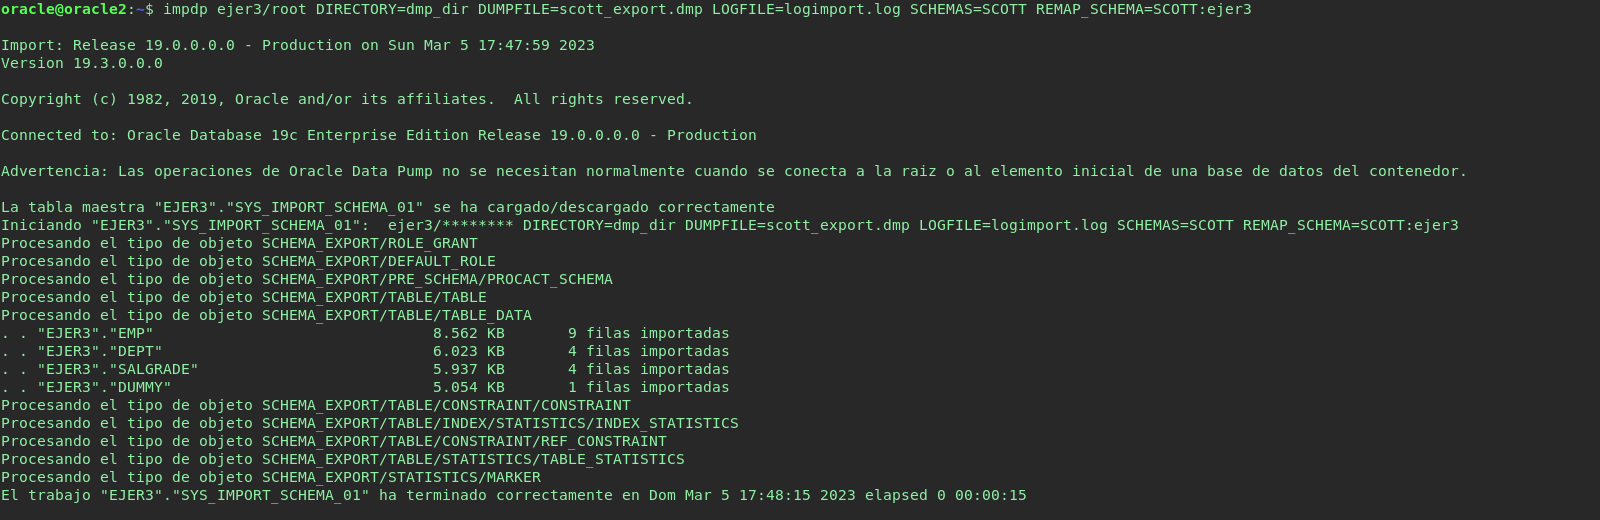 oracle@oracle2:~$ impdp ejer3/root DIRECTORY=dmp_dir DUMPFILE=scott_export.dmp LOGFILE=logimport.log SCHEMAS=SCOTT REMAP_SCHEMA=SCOTT:ejer3
Import: Release 19.0.0.0.0 - Production on Sun Mar 5 17:47:59 2023
Version 19.3.0.0.0
Copyright (c) 1982, 2019, Oracle and/or its affiliates.  All rights reserved.
Connected to: Oracle Database 19c Enterprise Edition Release 19.0.0.0.0 - Production
Advertencia: Las operaciones de Oracle Data Pump no se necesitan normalmente cuando se conecta a la raiz o al elemento inicial de una base de datos del contenedor.
La tabla maestra "EJER3"."SYS_IMPORT_SCHEMA_01" se ha cargado/descargado correctamente
Iniciando "EJER3"."SYS_IMPORT_SCHEMA_01":  ejer3/******** DIRECTORY=dmp_dir DUMPFILE=scott_export.dmp LOGFILE=logimport.log SCHEMAS=SCOTT REMAP_SCHEMA=SCOTT:ejer3
Procesando el tipo de objeto SCHEMA_EXPORT/ROLE_GRANT
Procesando el tipo de objeto SCHEMA_EXPORT/DEFAULT_ROLE
Procesando el tipo de objeto SCHEMA_EXPORT/PRE_SCHEMA/PROCACT_SCHEMA
Procesando el tipo de objeto SCHEMA_EXPORT/TABLE/TABLE
Procesando el tipo de objeto SCHEMA_EXPORT/TABLE/TABLE_DATA
. . "EJER3"."EMP"                               8.562 KB       9 filas importadas
. . "EJER3"."DEPT"                              6.023 KB       4 filas importadas
. . "EJER3"."SALGRADE"                          5.937 KB       4 filas importadas
. . "EJER3"."DUMMY"                             5.054 KB       1 filas importadas
Procesando el tipo de objeto SCHEMA_EXPORT/TABLE/CONSTRAINT/CONSTRAINT
Procesando el tipo de objeto SCHEMA_EXPORT/TABLE/INDEX/STATISTICS/INDEX_STATISTICS
Procesando el tipo de objeto SCHEMA_EXPORT/TABLE/CONSTRAINT/REF_CONSTRAINT
Procesando el tipo de objeto SCHEMA_EXPORT/TABLE/STATISTICS/TABLE_STATISTICS
Procesando el tipo de objeto SCHEMA_EXPORT/STATISTICS/MARKER
El trabajo "EJER3"."SYS_IMPORT_SCHEMA_01" ha terminado correctamente en Dom Mar 5 17:48:15 2023 elapsed 0 00:00:15